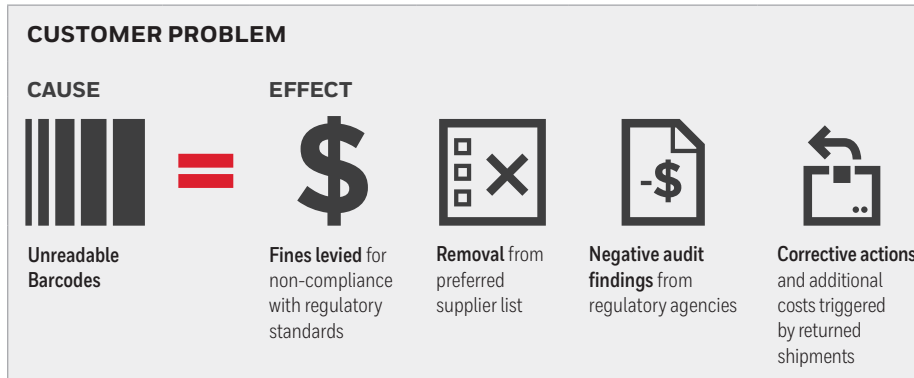 CUSTOMER PROBLEM
CAUSE
EFFECT
$
-$
Unreadable
Barcodes
Fines levied for
non-compliance
with regulatory
standards
Removal from
preferred
supplier list
Negative audit
findings from
regulatory agencies
Corrective actions
and additional
costs triggered
by returned
shipments